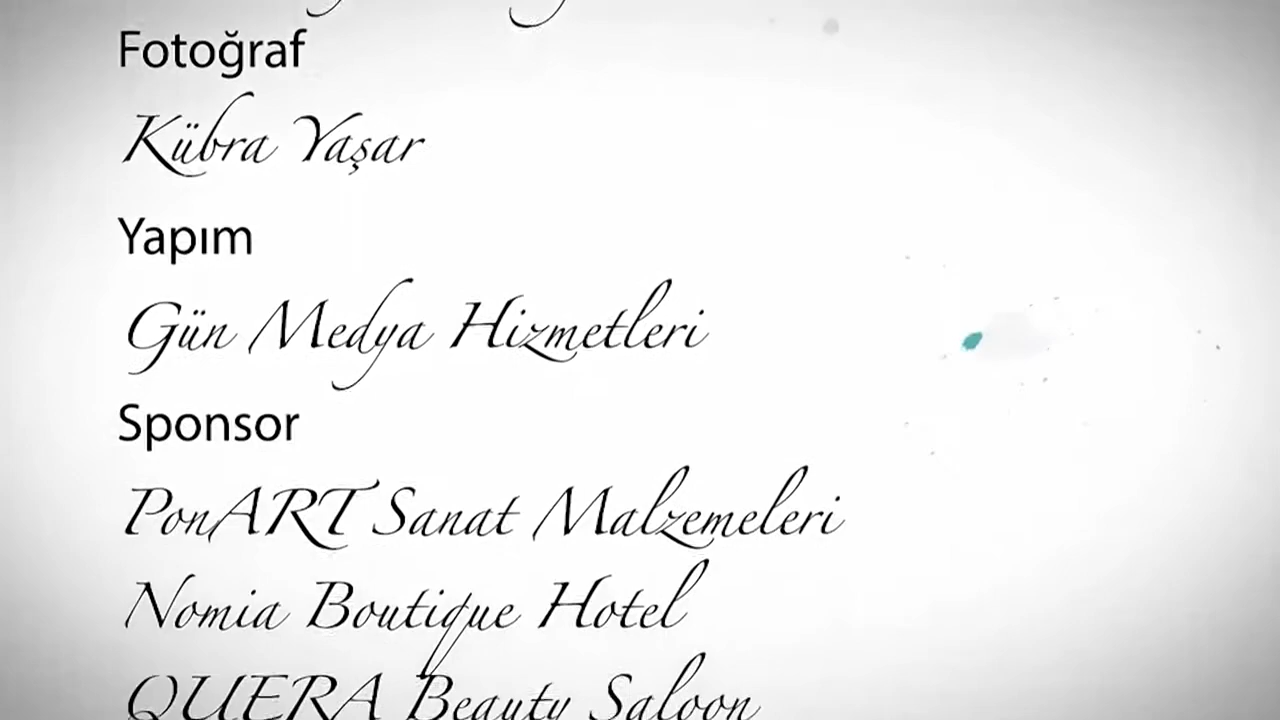 Fotoğraf
Kübra Yaşar
Yapım
Gün Medya Hizmetleri
Sponsor
PonART Sanat Malzemeleri
Nomia Boutique Hotel
QUERA Beauty Saloon